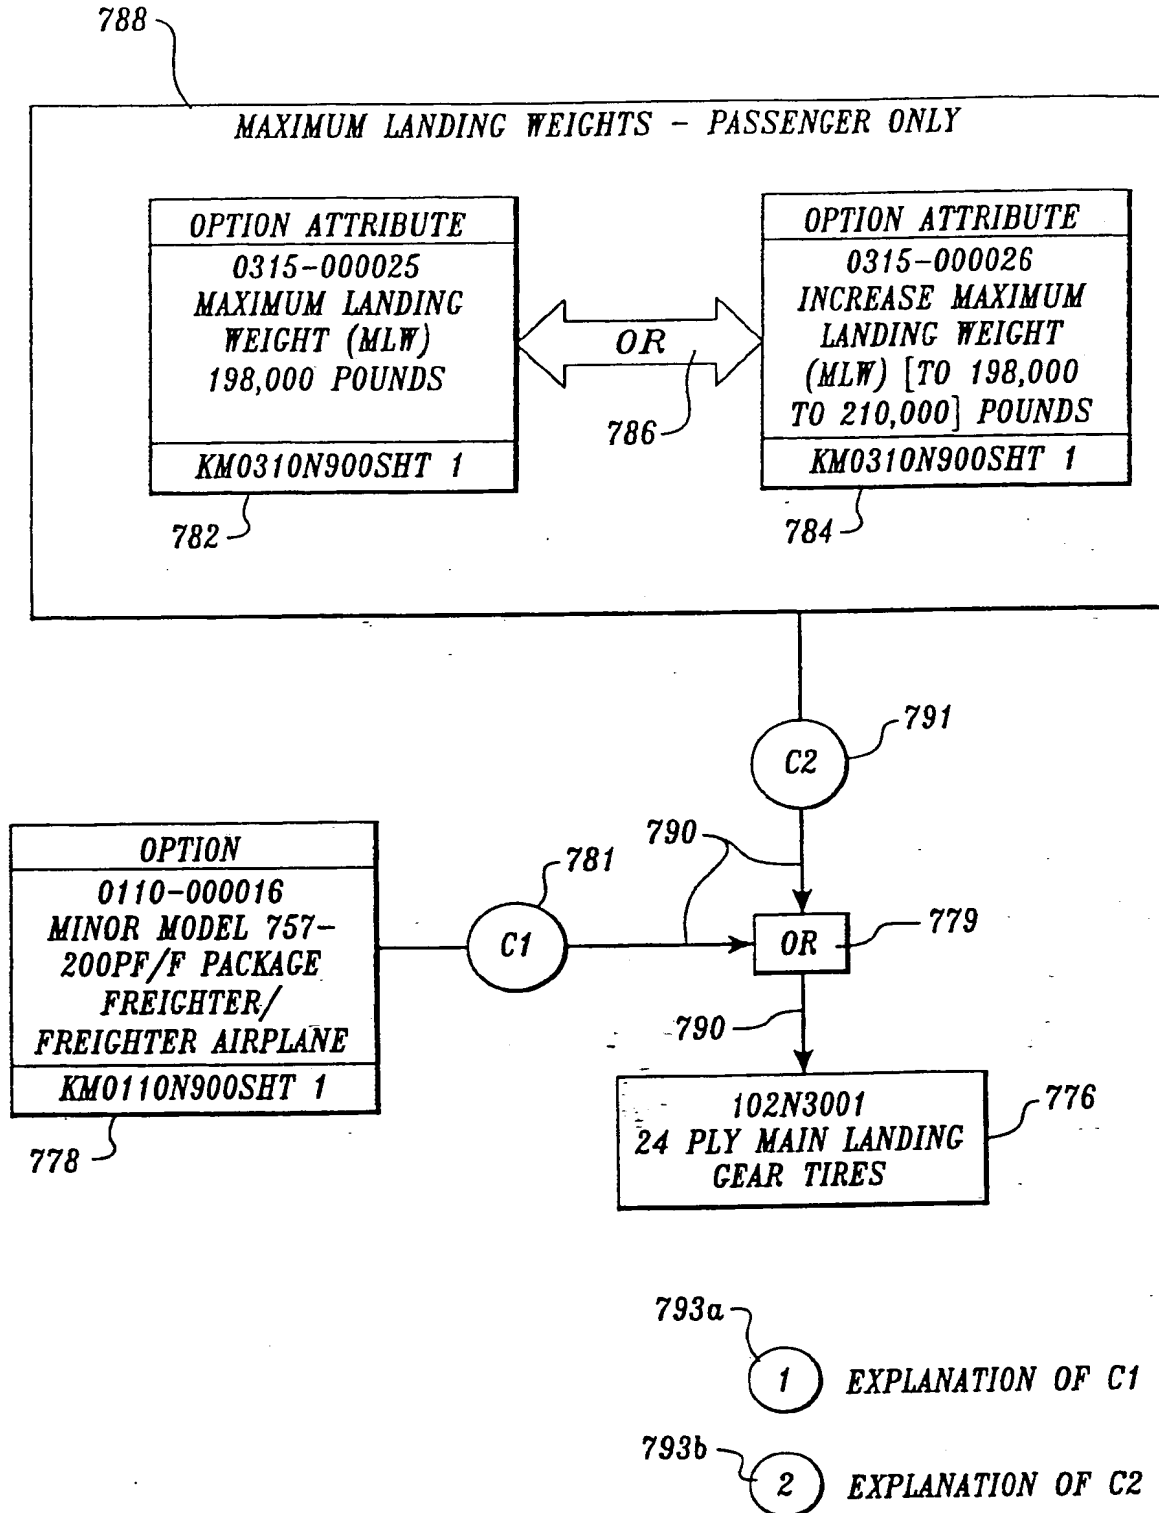 788
MAXIMUM LANDING WEIGHTS - PASSENGER ONLY
OPTION ATTRIBUTE
0315-000025
MAXIMUM LANDING
WEIGHT (MLW)
198,000 POUNDS
KM0310N900SHT 1
782
OR
786
OPTION ATTRIBUTE
0315-000026
INCREASE MAXIMUM
LANDING WEIGHT
(MLW) [TO 198,000
TO 210,000] POUNDS
KM0310N900SHT 1
784
C2
791
OPTION
0110-000016
MINOR MODEL 757-
200PF/F PACKAGE
FREIGHTER/
FREIGHTER AIRPLANE
KM0110N900SHT 1
778
C1
781
790
OR
779
790
102N3001
24 PLY MAIN LANDING
GEAR TIRES
776
793a
1 EXPLANATION OF C1
793b
2 EXPLANATION OF C2